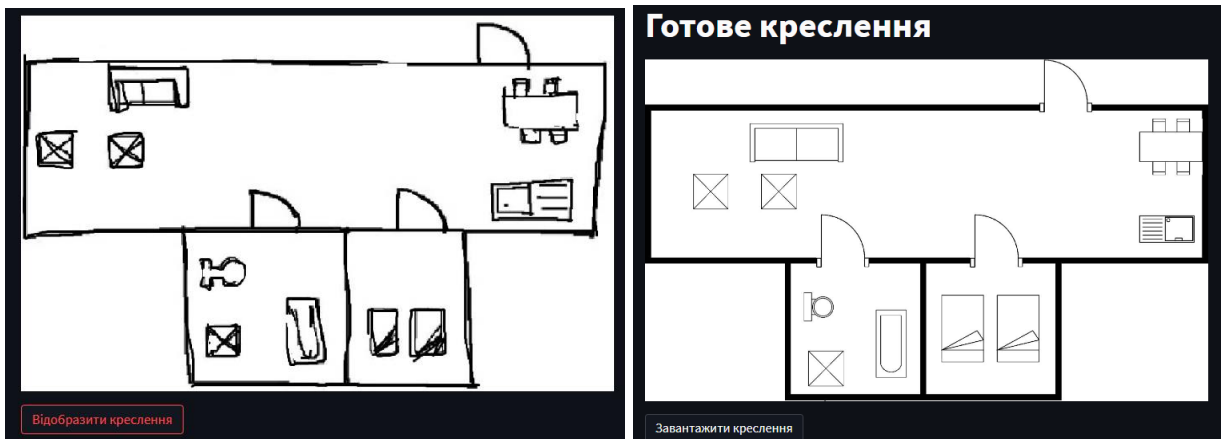 Готове креслення
Відобразити креслення
Завантажити креслення